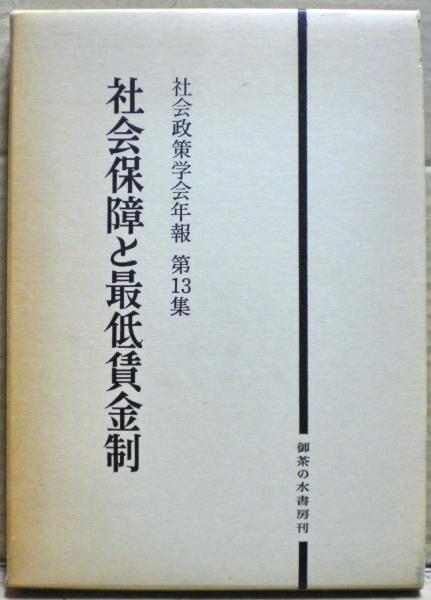 社会政策学会年報 第13集
社会保障と最低賃金制
御茶の水書房刊